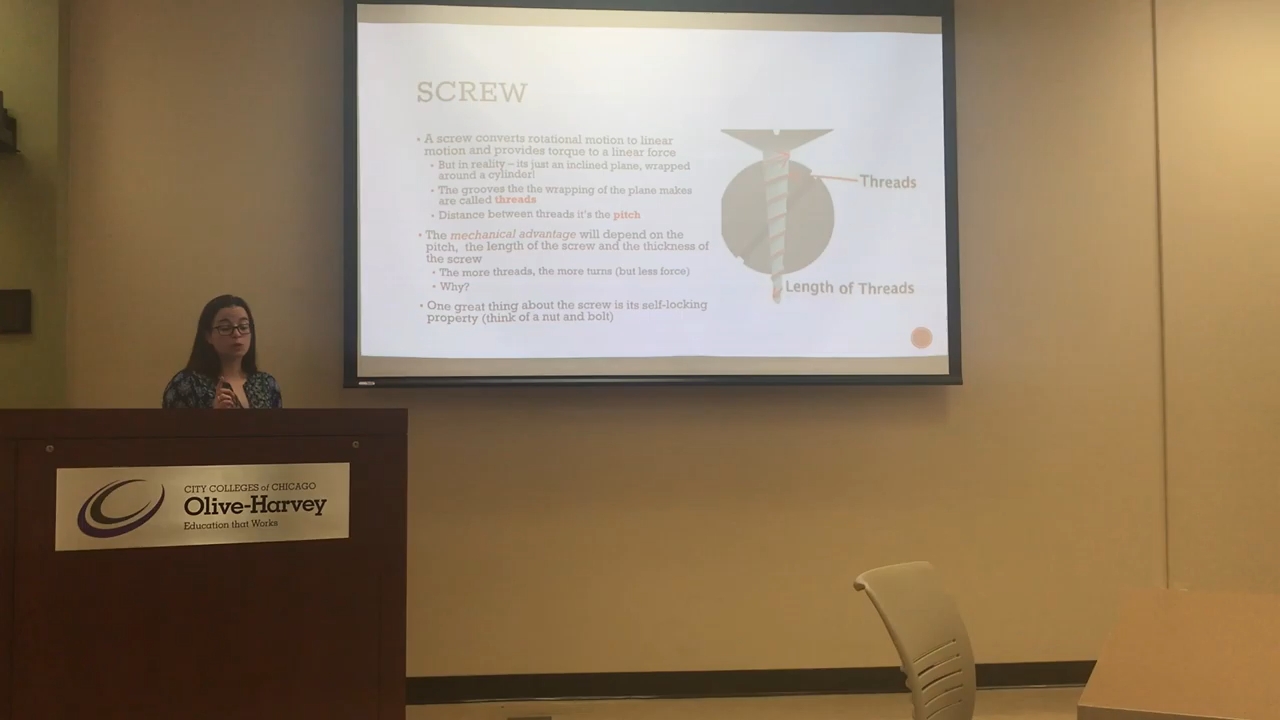 SCREW
• A screw converts rotational motion to linear
motion and provides torque to a linear force
• But in reality – its just an inclined plane, wrapped
around a cylinder!
• The grooves the the wrapping of the plane makes
are called threads
• Distance between threads it's the pitch
• The mechanical advantage will depend on the
pitch, the length of the screw and the thickness of
the screw
• The more threads, the more turns (but less force)
• Why?
• One great thing about the screw is its self-locking
property (think of a nut and bolt)
Threads
Length of Threads
CITY COLLEGES of CHICAGO
Olive-Harvey
Education that Works